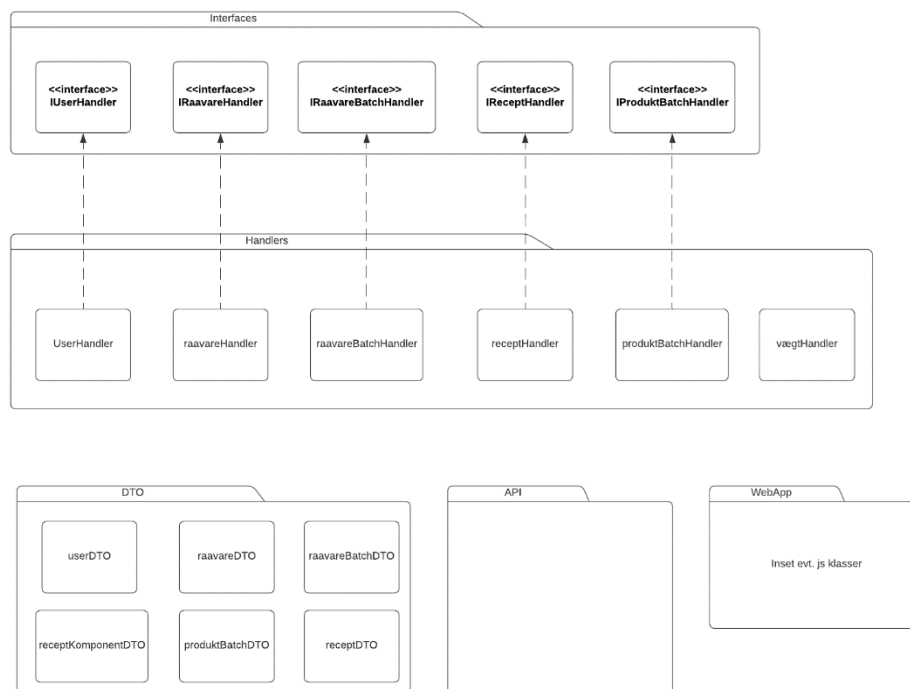 Interfaces
<<interface>>
IUserHandler
<<interface>>
IRaavareHandler
<<interface>>
IRaavareBatchHandler
<<interface>>
IReceptHandler
<<interface>>
IProduktBatchHandler
Handlers
UserHandler
raavareHandler
raavareBatchHandler
receptHandler
produktBatchHandler
vægtHandler
DTO
userDTO
raavareDTO
raavareBatchDTO
receptKomponentDTO
produktBatchDTO
receptDTO
API
WebApp
Inset evt. js klasser